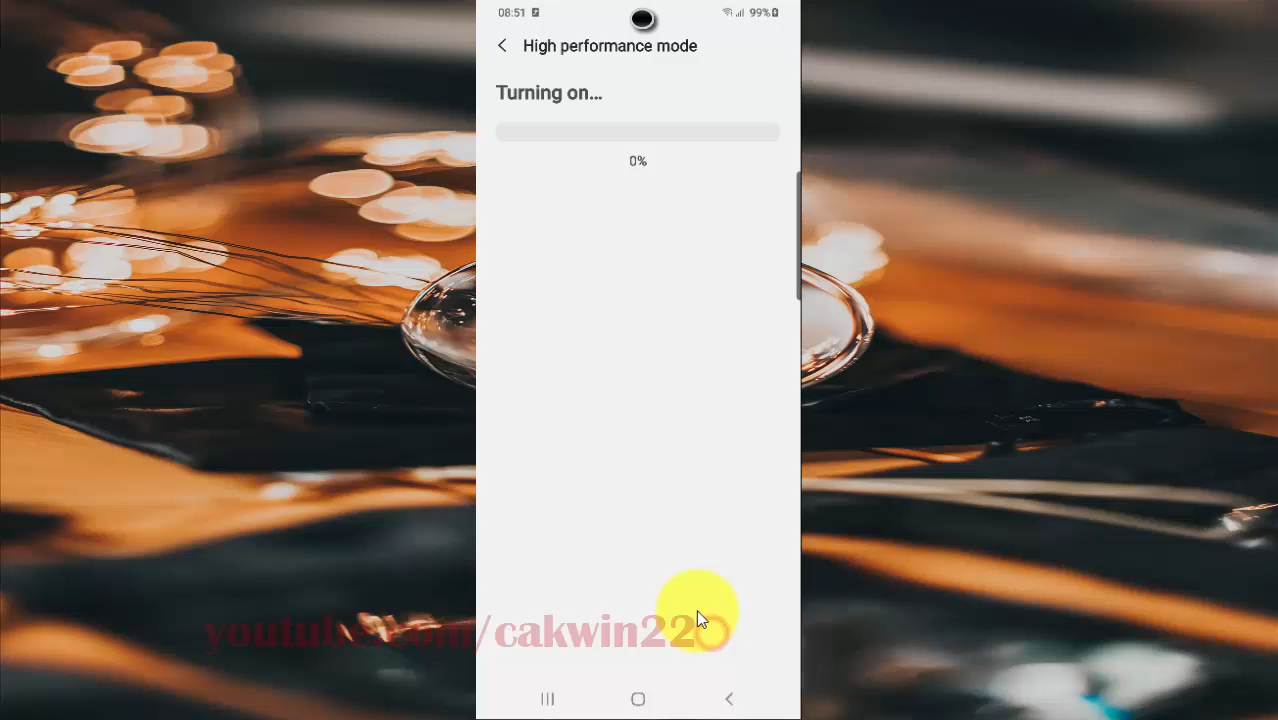 08:51 99%
High performance mode
Turning on...
0%
youtube.com/cakwin22